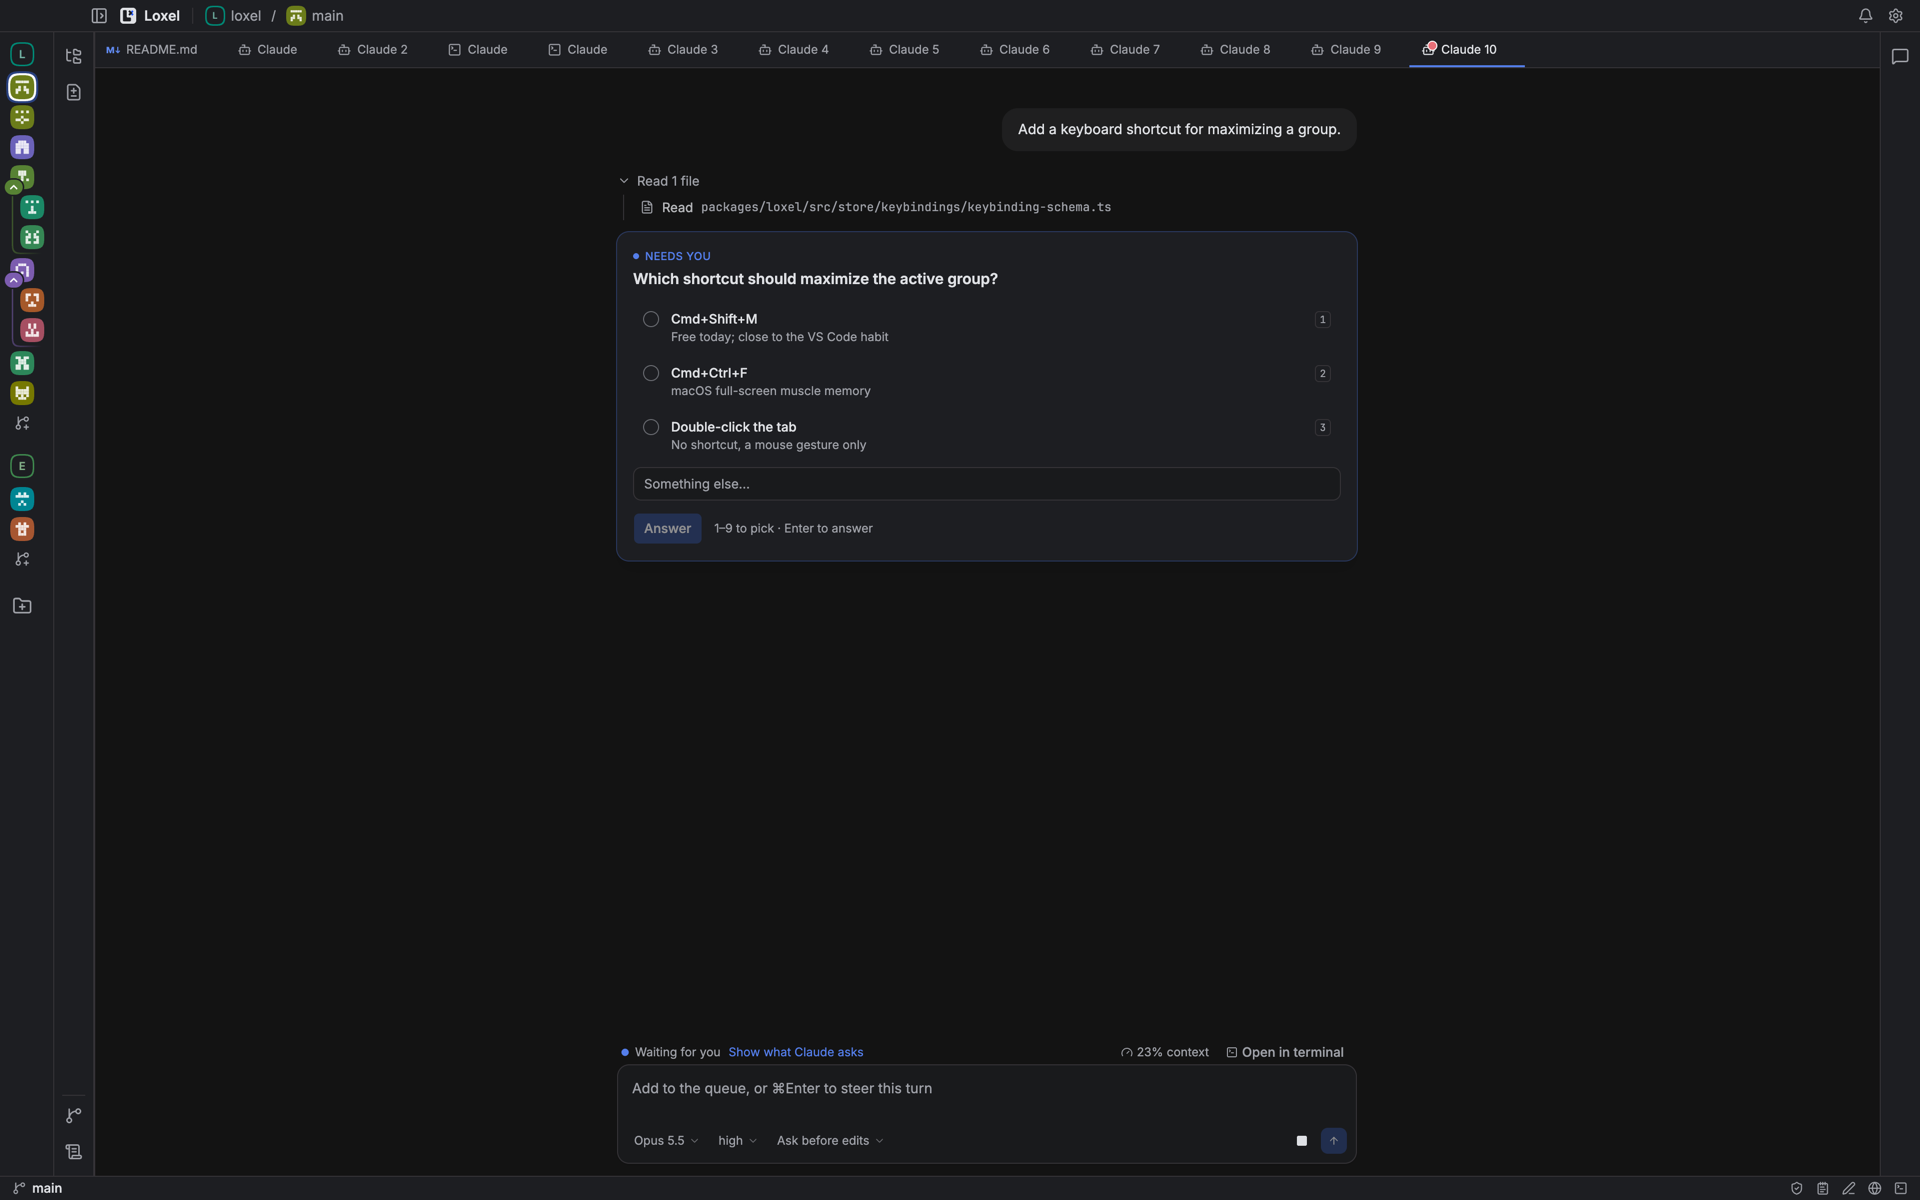 Loxel L loxel / main
L
README.md Claude Claude 2 Claude Claude Claude 3 Claude 4 Claude 5 Claude 6 Claude 7 Claude 8 Claude 9 Claude 10
Add a keyboard shortcut for maximizing a group.
Read 1 file
Read packages/loxel/src/store/keybindings/keybinding-schema.ts
NEEDS YOU
Which shortcut should maximize the active group?
Cmd+Shift+M 1
Free today; close to the VS Code habit
Cmd+Ctrl+F 2
macOS full-screen muscle memory
Double-click the tab 3
No shortcut, a mouse gesture only
E
Something else...
Answer 1–9 to pick · Enter to answer
Waiting for you Show what Claude asks 23% context Open in terminal
Add to the queue, or ⌘Enter to steer this turn
Opus 5.5 high Ask before edits
main